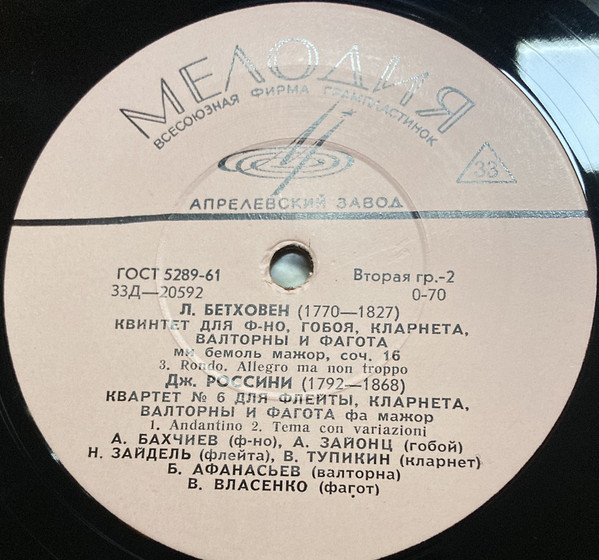 МЕЛОДИЯ
ВСЕСОЮЗНАЯ ФИРМА ГРАМПЛАСТИНОК
33
АПРЕЛЕВСКИЙ ЗАВОД
ГОСТ 5289-61 Вторая гр.-2
33Д—20592 0-70
Л. БЕТХОВЕН (1770—1827)
КВИНТЕТ ДЛЯ Ф-НО, ГОБОЯ, КЛАРНЕТА,
ВАЛТОРНЫ И ФАГОТА
ми бемоль мажор, соч. 16
3. Rondo. Allegro ma non troppo
Дж. РОССИНИ (1792—1868)
КВАРТЕТ № 6 ДЛЯ ФЛЕЙТЫ, КЛАРНЕТА,
ВАЛТОРНЫ И ФАГОТА фа мажор
1. Andantino 2. Tema con variazioni
А. БАХЧИЕВ (ф-но), А. ЗАЙОНЦ (гобой)
Н. ЗАЙДЕЛЬ (флейта), В. ТУПИКИН (кларнет)
Б. АФАНАСЬЕВ (валторна)
В. ВЛАСЕНКО (фагот)